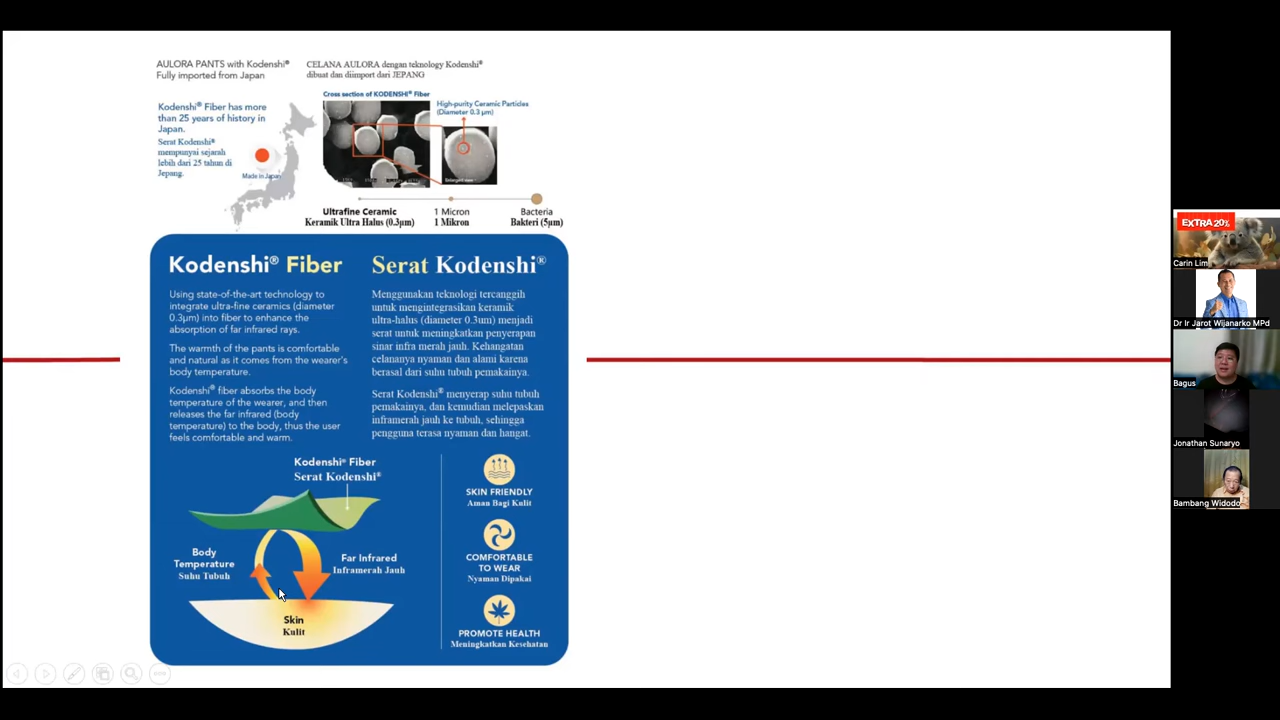 AULORA PANTS with Kodenshi®
Fully imported from Japan
CELANA AULORA dengan teknology Kodenshi®
dibuat dan diimport dari JEPANG
Kodenshi® Fiber has more
than 25 years of history in
Japan.
Serat Kodenshi®
mempunyai sejarah
lebih dari 25 tahun di
Jepang.
Made in Japan
Cross section of KODENSHI® Fiber
High-purity Ceramic Particles
(Diameter 0.3 µm)
Enlarged view
Ultrafine Ceramic
Keramik Ultra Halus (0.3µm)
1 Micron
1 Mikron
Bacteria
Bakteri (5µm)
Kodenshi® Fiber
Using state-of-the-art technology to
integrate ultra-fine ceramics (diameter
0.3µm) into fiber to enhance the
absorption of far infrared rays.
The warmth of the pants is comfortable
and natural as it comes from the wearer's
body temperature.
Kodenshi® fiber absorbs the body
temperature of the wearer, and then
releases the far infrared (body
temperature) to the body, thus the user
feels comfortable and warm.
Serat Kodenshi®
Menggunakan teknologi tercanggih
untuk mengintegrasikan keramik
ultra-halus (diameter 0.3um) menjadi
serat untuk meningkatkan penyerapan
sinar infra merah jauh. Kehangatan
celananya nyaman dan alami karena
berasal dari suhu tubuh pemakainya.
Serat Kodenshi® menyerap suhu tubuh
pemakainya, dan kemudian melepaskan
inframerah jauh ke tubuh, sehingga
pengguna terasa nyaman dan hangat.
Kodenshi® Fiber
Serat Kodenshi®
Body
Temperature
Suhu Tubuh
Far Infrared
Inframerah Jauh
Skin
Kulit
SKIN FRIENDLY
Aman Bagi Kulit
COMFORTABLE
TO WEAR
Nyaman Dipakai
PROMOTE HEALTH
Meningkatkan Kesehatan
EXTRA 20%
Carin Lim
Dr Ir Jarot Wijanarko MPd
Bagus
Jonathan Sunaryo
Bambang Widodo